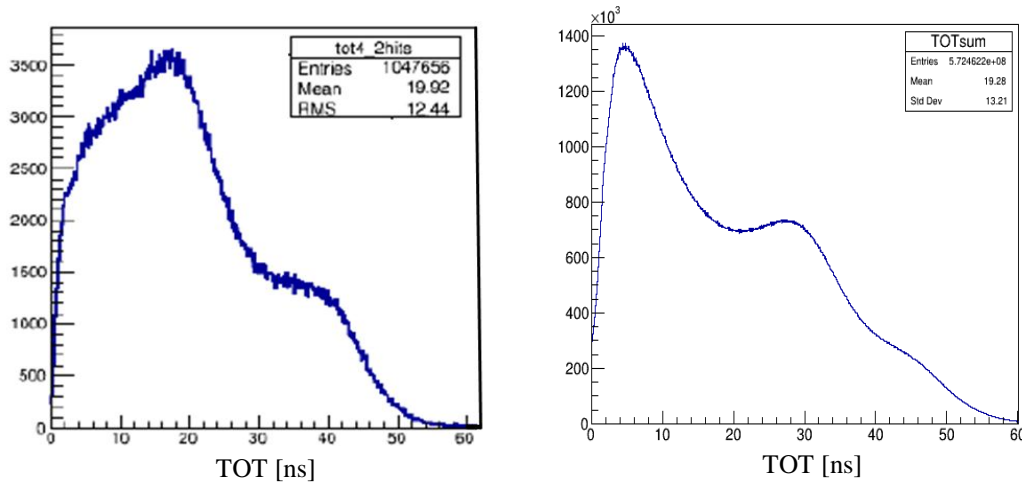 tot4_2hits
Entries 1047656
Mean 19.92
RMS 12.44
3500
3000
2500
2000
1500
1000
500
0
0 10 20 30 40 50 60
TOT [ns]
×10³
TOTsum
Entries 5.724622e+08
Mean 19.28
Std Dev 13.21
1400
1200
1000
800
600
400
200
0
0 10 20 30 40 50 60
TOT [ns]